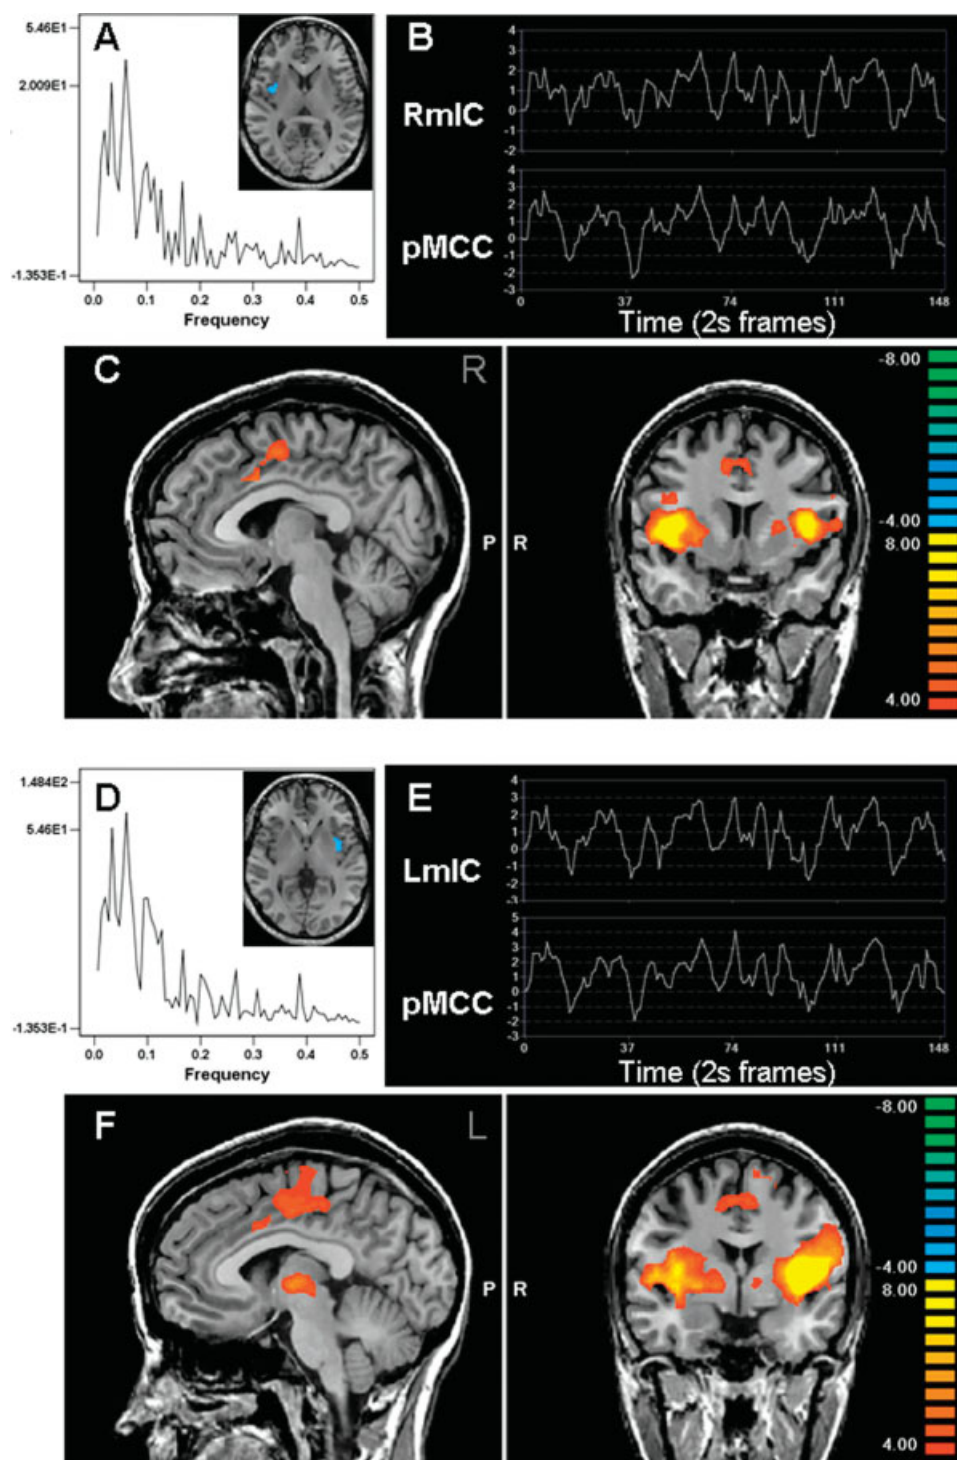 A
5.46E1
2.009E1
-1.353E-1
0.0 0.1 0.2 0.3 0.4 0.5
Frequency
B
RmIC
4
3
2
1
0
-1
-2
pMCC
4
3
2
1
0
-1
-2
-3
0 37 74 111 148
Time (2s frames)
C
R
P
R
-8.00
-4.00
8.00
4.00
D
1.484E2
5.46E1
-1.353E-1
0.0 0.1 0.2 0.3 0.4 0.5
Frequency
E
LmIC
4
3
2
1
0
-1
-2
-3
pMCC
5
4
3
2
1
0
-1
-2
-3
0 37 74 111 148
Time (2s frames)
F
L
P
R
-8.00
-4.00
8.00
4.00